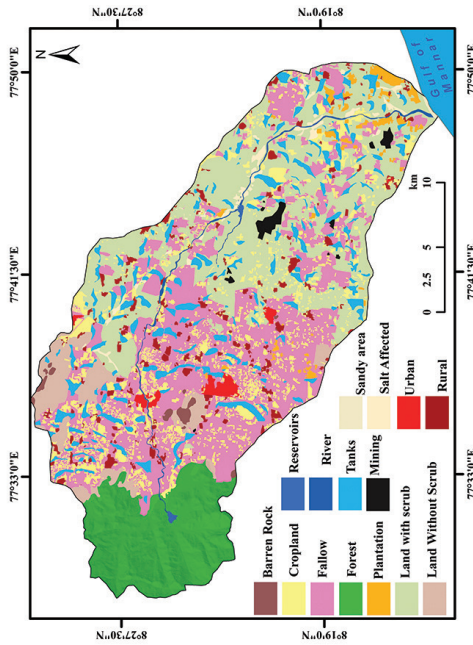 77°33'0"E 77°41'30"E 77°50'0"E
N
8°27'30"N
8°27'30"N
8°19'0"N
8°19'0"N
Barren Rock
Cropland
Fallow
Forest
Plantation
Land with scrub
Land Without Scrub
Reservoirs
River
Tanks
Mining
Sandy area
Salt Affected
Urban
Rural
0 2.5 5 10
km
Gulf of
Mannar
77°33'0"E 77°41'30"E 77°50'0"E